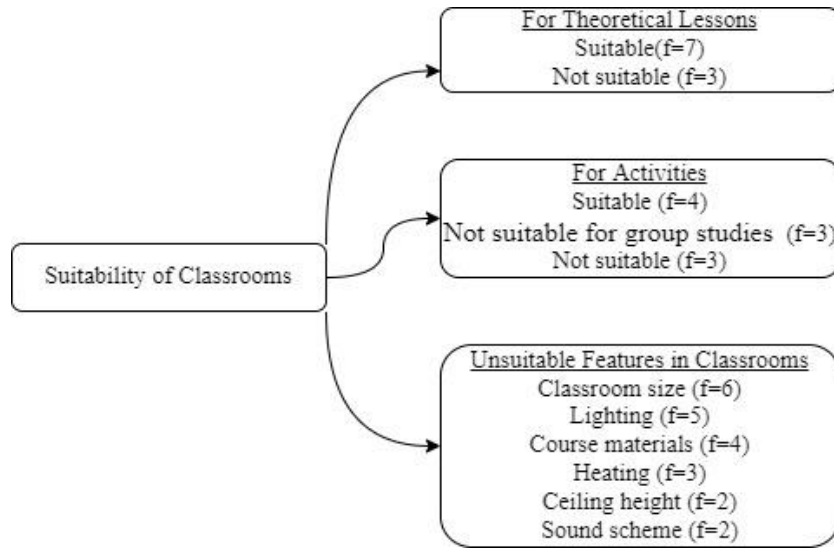 For Theoretical Lessons
Suitable(f=7)
Not suitable (f=3)
For Activities
Suitable (f=4)
Not suitable for group studies (f=3)
Not suitable (f=3)
Suitability of Classrooms
Unsuitable Features in Classrooms
Classroom size (f=6)
Lighting (f=5)
Course materials (f=4)
Heating (f=3)
Ceiling height (f=2)
Sound scheme (f=2)